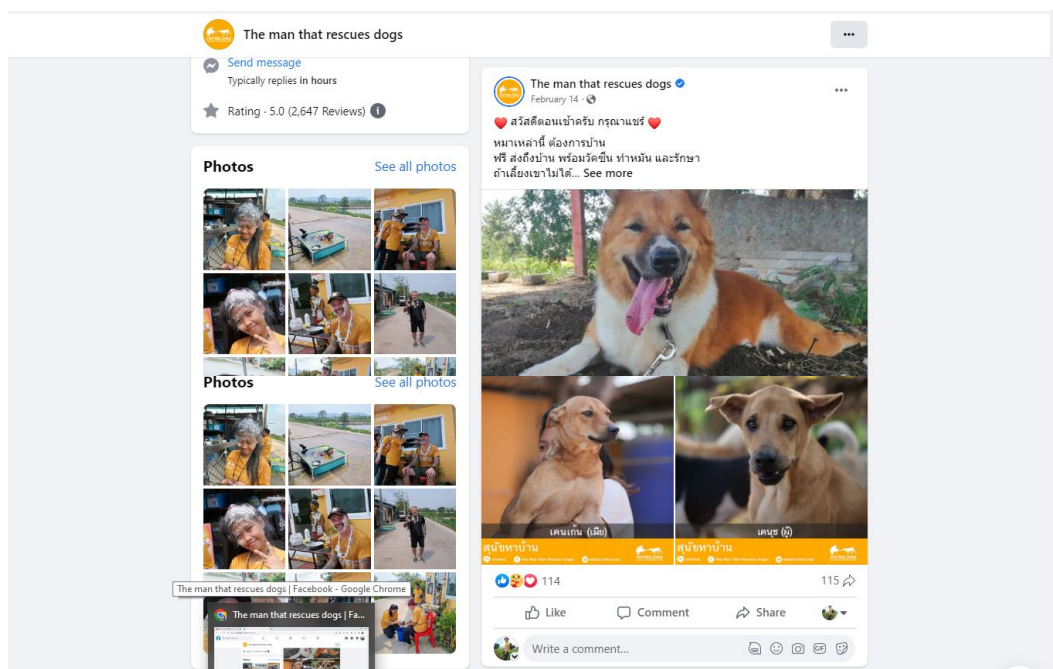 The man that rescues dogs
Send message
Typically replies in hours
Rating · 5.0 (2,647 Reviews)
Photos
See all photos
Photos
See all photos
The man that rescues dogs | Facebook - Google Chrome
The man that rescues dogs | Fa...
The man that rescues dogs
February 14 ·
สวัสดีตอนเช้าครับ กรุณาแชร์
หมาเหล่านี้ ต้องการบ้าน
ฟรี ส่งถึงบ้าน พร้อมวัคซีน ทำหมัน และรักษา
ถ้าเลี้ยงเขาไม่ได้... See more
เคนเก้น (เมีย)
เคนุช (ผู้)
สุนัขหาบ้าน
สุนัขหาบ้าน
114
115
Like
Comment
Share
Write a comment...
GIF